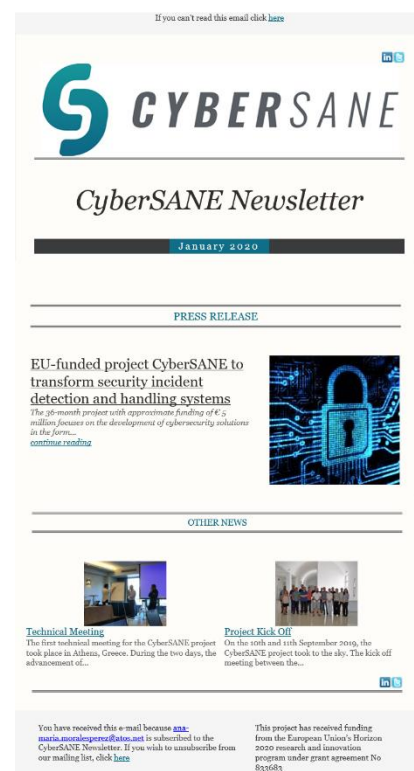 If you can't read this email click here
CYBERSANE
CyberSANE Newsletter
January 2020
PRESS RELEASE
EU-funded project CyberSANE to
transform security incident
detection and handling systems
The 36-month project with approximate funding of € 5
million focuses on the development of cybersecurity solutions
in the form...
continue reading
OTHER NEWS
Technical Meeting
The first technical meeting for the CyberSANE project
took place in Athens, Greece. During the two days, the
advancement of...
Project Kick Off
On the 10th and 11th September 2019, the
CyberSANE project took to the sky. The kick off
meeting between the...
You have received this e-mail because ana-
maria.moralesperez@atos.net is subscribed to the
CyberSANE Newsletter. If you wish to unsubscribe from
our mailing list, click here
This project has received funding
from the European Union's Horizon
2020 research and innovation
program under grant agreement No
832683